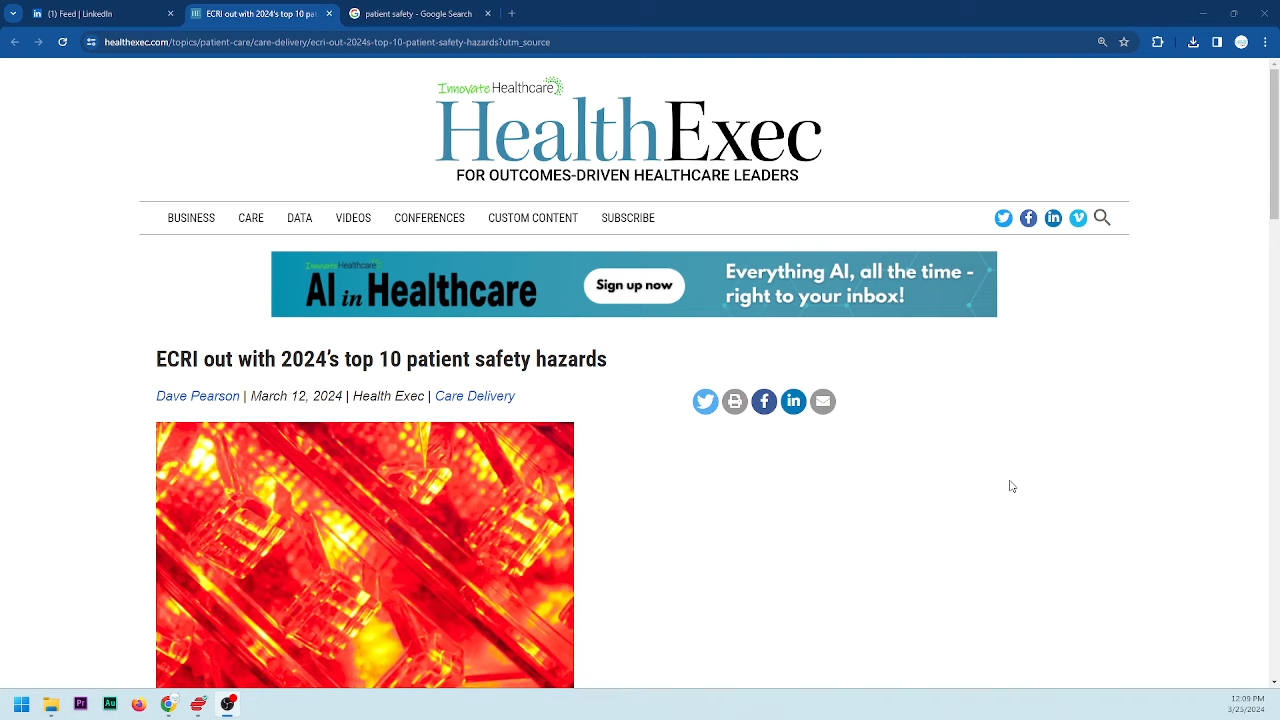 (1) Feed | LinkedIn
ECRI out with 2024's top 10 pat
patient safety - Google Search
healthexec.com/topics/patient-care/care-delivery/ecri-out-2024s-top-10-patient-safety-hazards?utm_source
Innovate Healthcare
HealthExec
FOR OUTCOMES-DRIVEN HEALTHCARE LEADERS
BUSINESS CARE DATA VIDEOS CONFERENCES CUSTOM CONTENT SUBSCRIBE
Innovate Healthcare
AI in Healthcare
Sign up now
Everything AI, all the time -
right to your inbox!
ECRI out with 2024’s top 10 patient safety hazards
Dave Pearson | March 12, 2024 | Health Exec | Care Delivery
Pr
Au
12:09 PM
3/25/2024